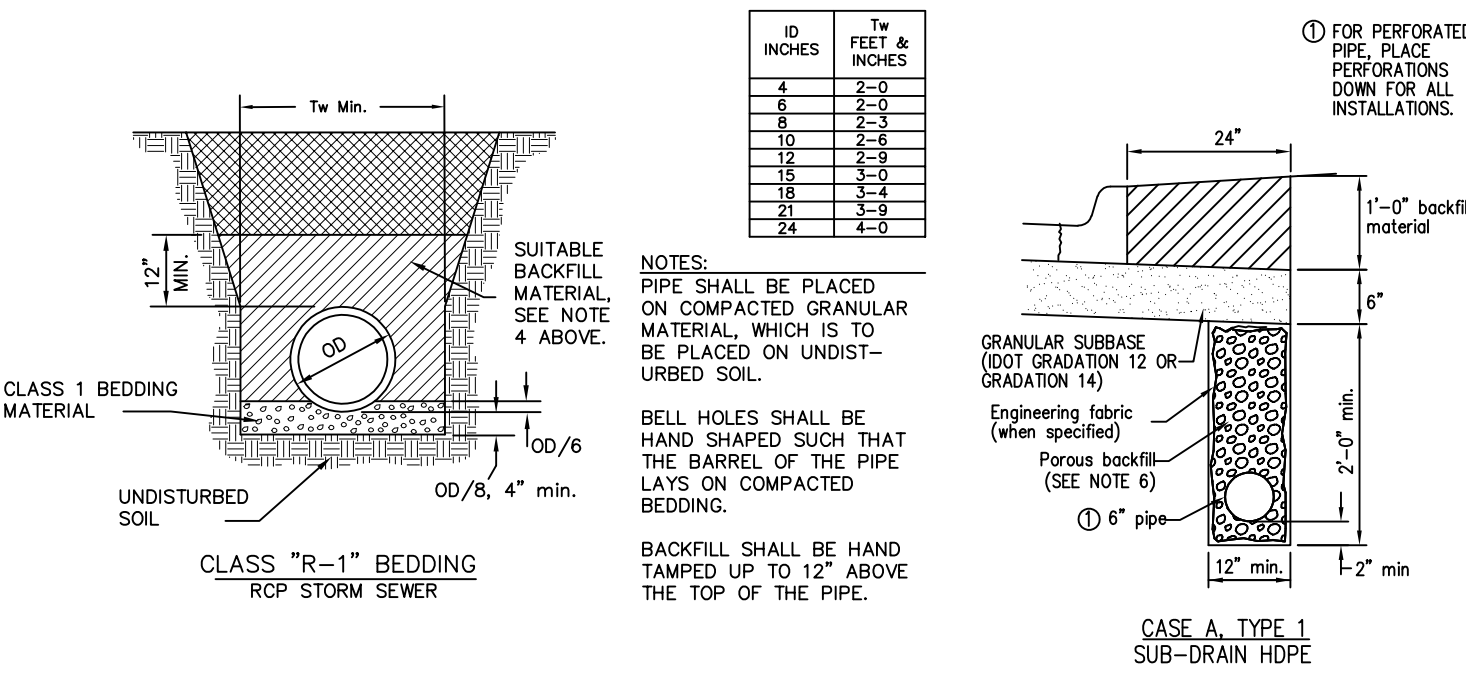 ID
INCHES
Tw
FEET &
INCHES
4 2-0
6 2-0
8 2-3
10 2-6
12 2-9
15 3-0
18 3-4
21 3-9
24 4-0
Tw Min.
12"
MIN.
OD
SUITABLE
BACKFILL
MATERIAL,
SEE NOTE
4 ABOVE.
CLASS 1 BEDDING
MATERIAL
OD/6
OD/8, 4" min.
UNDISTURBED
SOIL
CLASS "R-1" BEDDING
RCP STORM SEWER
NOTES:
PIPE SHALL BE PLACED
ON COMPACTED GRANULAR
MATERIAL, WHICH IS TO
BE PLACED ON UNDIST-
URBED SOIL.
BELL HOLES SHALL BE
HAND SHAPED SUCH THAT
THE BARREL OF THE PIPE
LAYS ON COMPACTED
BEDDING.
BACKFILL SHALL BE HAND
TAMPED UP TO 12" ABOVE
THE TOP OF THE PIPE.
① FOR PERFORATED
PIPE, PLACE
PERFORATIONS
DOWN FOR ALL
INSTALLATIONS.
24"
1'-0" backfill
material
6"
GRANULAR SUBBASE
(IDOT GRADATION 12 OR
GRADATION 14)
Engineering fabric
(when specified)
Porous backfill
(SEE NOTE 6)
① 6" pipe
2'-0" min.
12" min.
2" min
CASE A, TYPE 1
SUB-DRAIN HDPE